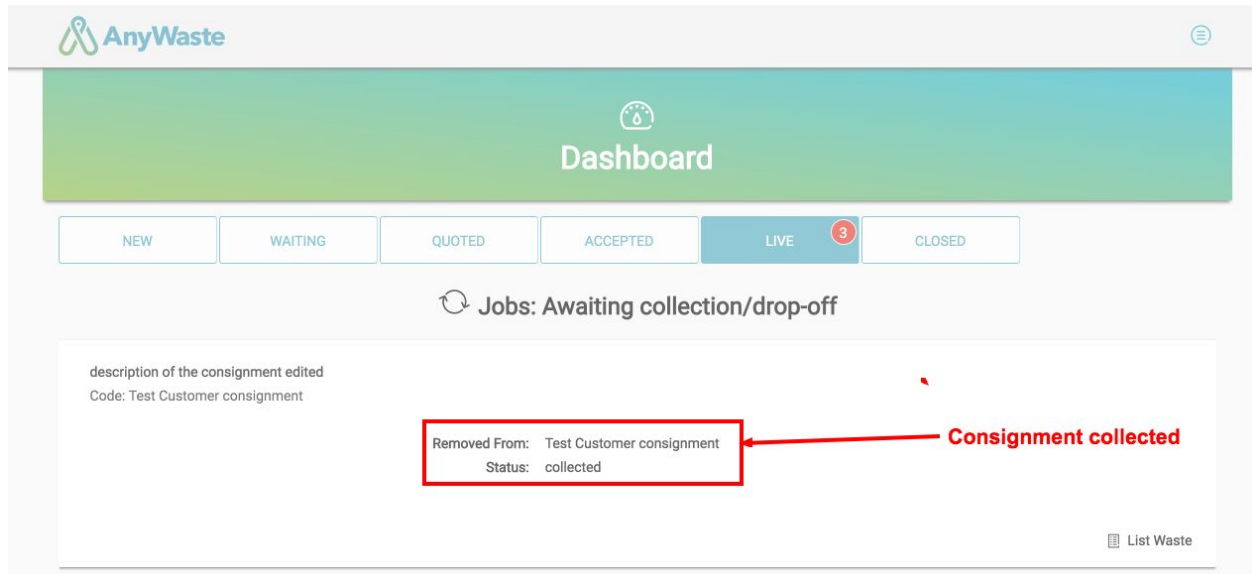 AnyWaste
Dashboard
NEW WAITING QUOTED ACCEPTED LIVE 3 CLOSED
Jobs: Awaiting collection/drop-off
description of the consignment edited
Code: Test Customer consignment
Removed From: Test Customer consignment
Status: collected
Consignment collected
List Waste